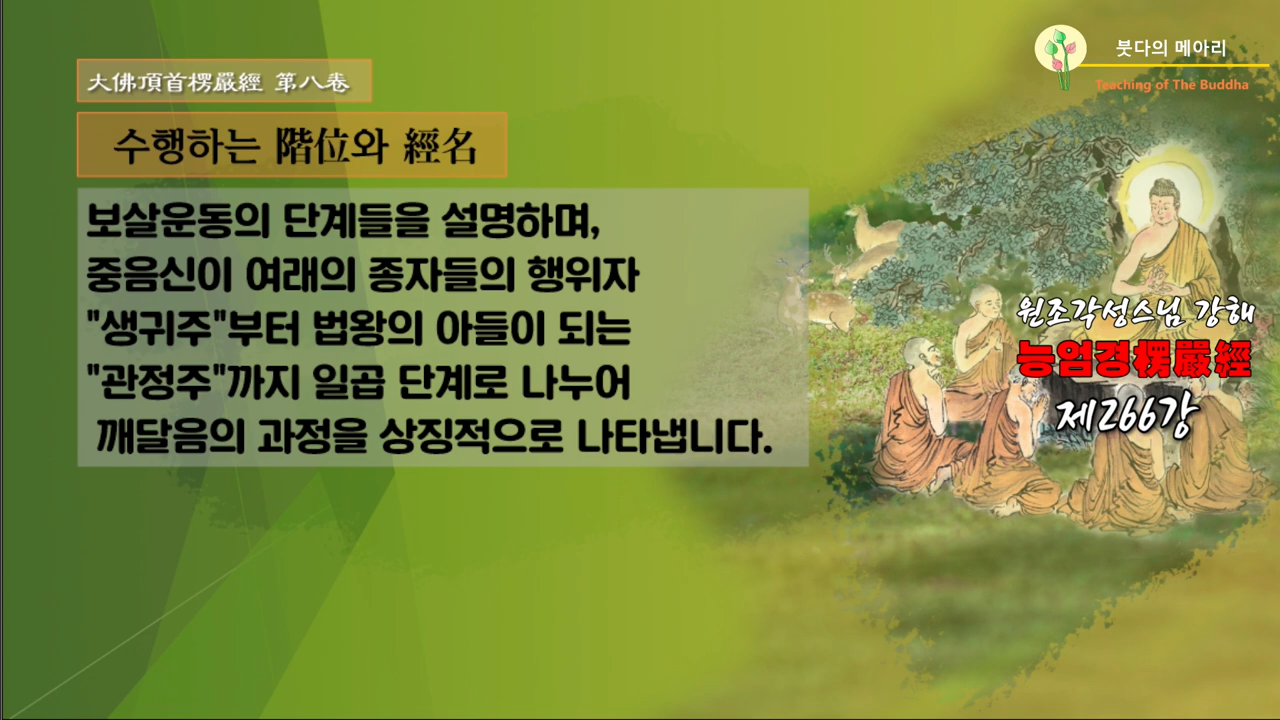 붓다의 메아리
Teaching of The Buddha
大佛頂首楞嚴經 第八卷
수행하는 階位와 經名
보살운동의 단계들을 설명하며,
중음신이 여래의 종자들의 행위자
"생귀주"부터 법왕의 아들이 되는
"관정주"까지 일곱 단계로 나누어
깨달음의 과정을 상징적으로 나타냅니다.
원조각성스님 강해
능엄경楞嚴經
제266강